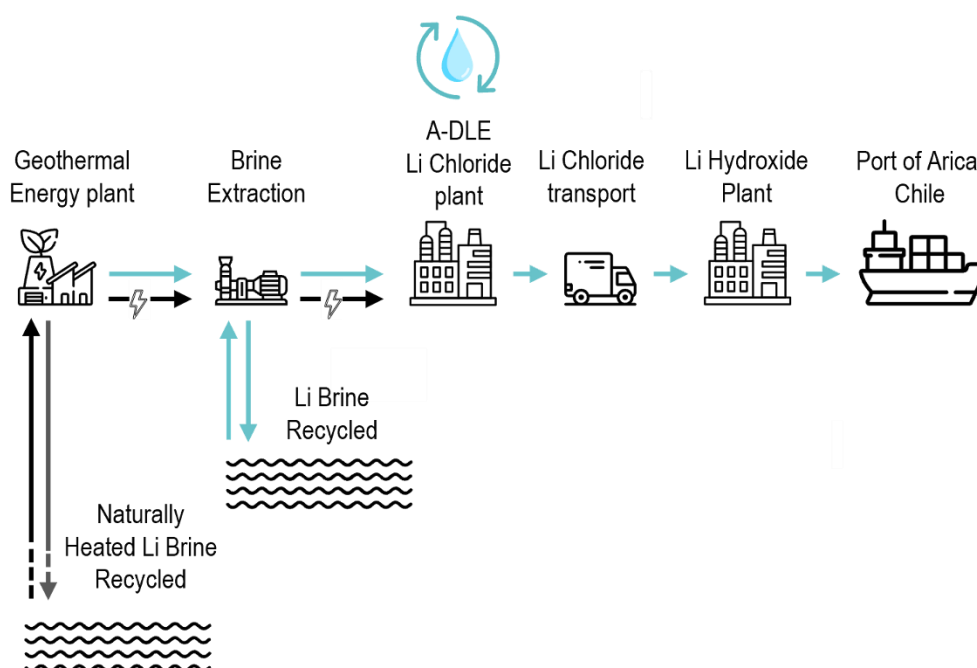 Geothermal
Energy plant
Brine
Extraction
A-DLE
Li Chloride
plant
Li Chloride
transport
Li Hydroxide
Plant
Port of Arica
Chile
Li Brine
Recycled
Naturally
Heated Li Brine
Recycled